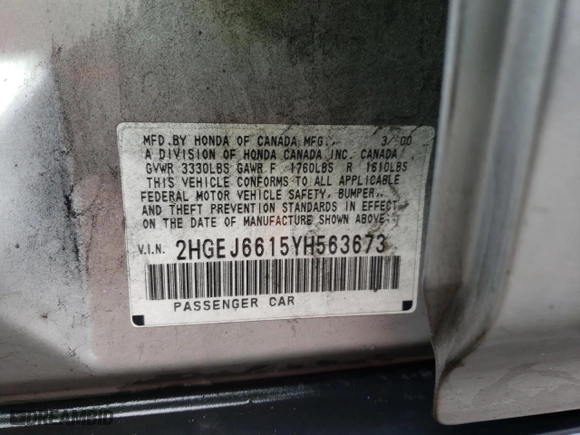 MFD.BY HONDA OF CANADA MFG., 3/00
A DIVISION OF HONDA CANADA INC. CANADA
GVWR 3330LBS GAWR F 1760LBS R 1610LBS
THIS VEHICLE CONFORMS TO ALL APPLICABLE
FEDERAL MOTOR VEHICLE SAFETY, BUMPER,
AND THEFT PREVENTION STANDARDS IN EFFECT
ON THE DATE OF MANUFACTURE SHOWN ABOVE.
V.I.N. 2HGEJ6615YH563673
PASSENGER CAR
DREAMBID